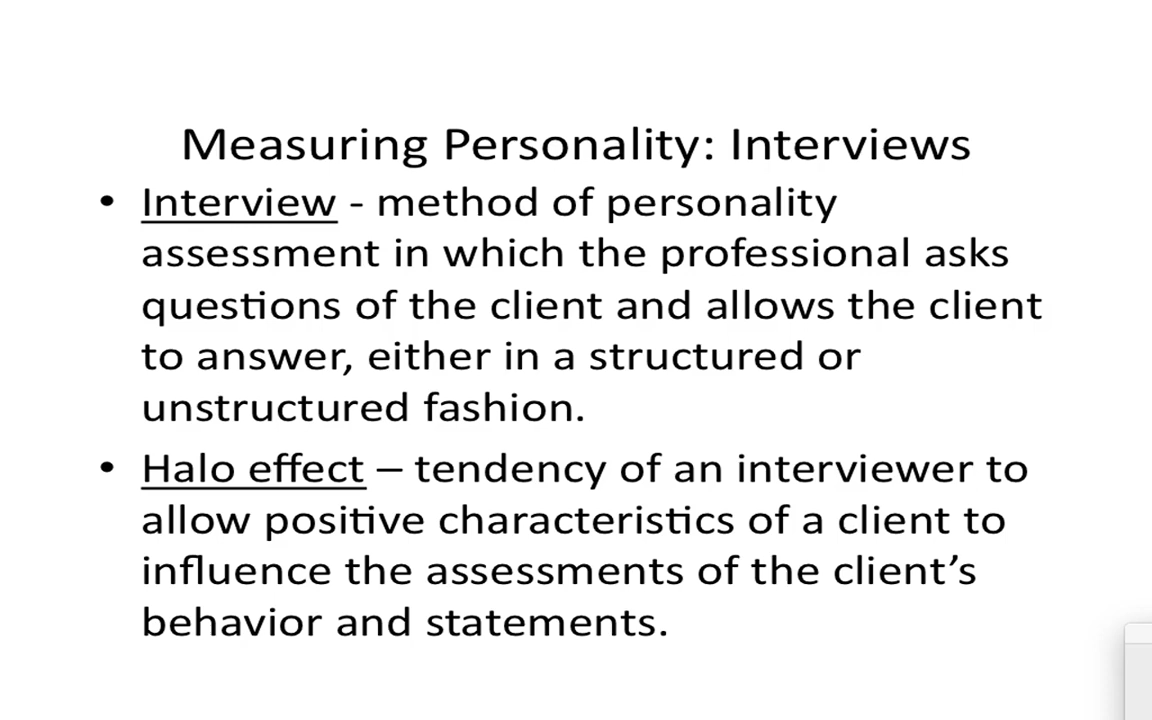 Measuring Personality: Interviews
• Interview - method of personality
assessment in which the professional asks
questions of the client and allows the client
to answer, either in a structured or
unstructured fashion.
• Halo effect – tendency of an interviewer to
allow positive characteristics of a client to
influence the assessments of the client’s
behavior and statements.